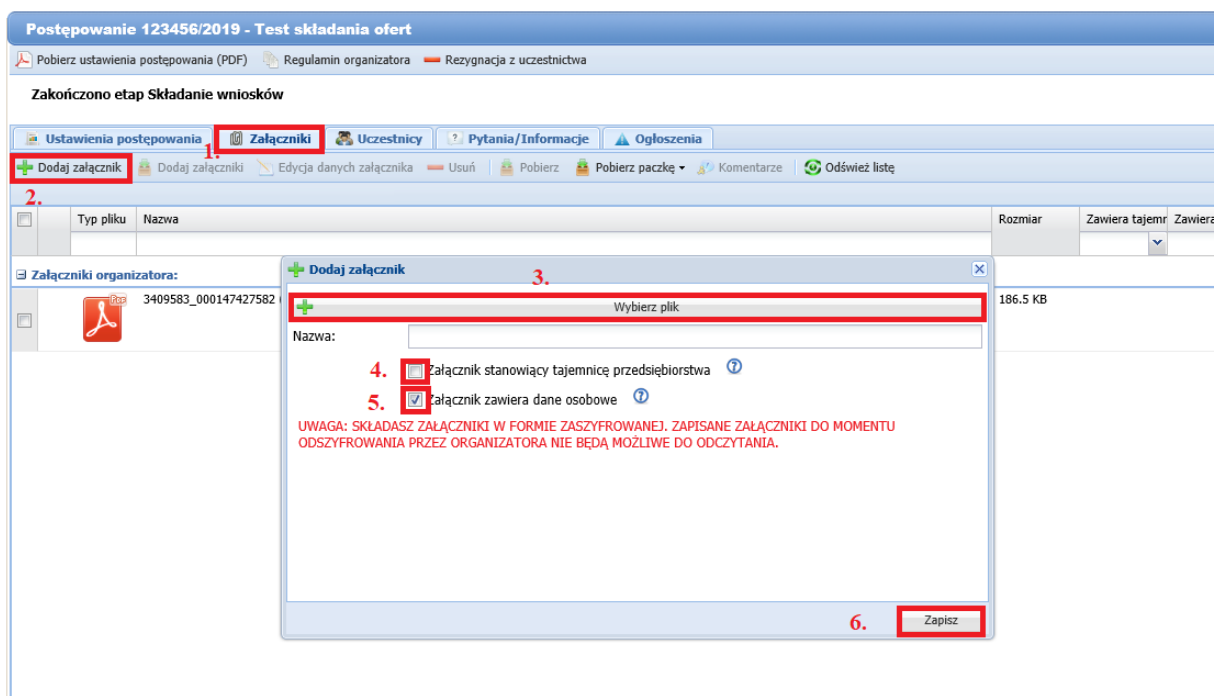 Postępowanie 123456/2019 - Test składania ofert
Pobierz ustawienia postępowania (PDF) Regulamin organizatora Rezygnacja z uczestnictwa
Zakończono etap Składanie wniosków
Ustawienia postępowania Załączniki Uczestnicy Pytania/Informacje Ogłoszenia
1.
Dodaj załącznik Dodaj załączniki Edycja danych załącznika Usuń Pobierz Pobierz paczkę Komentarze Odśwież listę
2.
Typ pliku Nazwa Rozmiar Zawiera tajemr Zawiera
Załączniki organizatora:
3409583_000147427582 186.5 KB
Dodaj załącznik
3.
Wybierz plik
Nazwa:
4. Załącznik stanowiący tajemnicę przedsiębiorstwa
5. Załącznik zawiera dane osobowe
UWAGA: SKŁADASZ ZAŁĄCZNIKI W FORMIE ZASZYFROWANEJ. ZAPISANE ZAŁĄCZNIKI DO MOMENTU
ODSZYFROWANIA PRZEZ ORGANIZATORA NIE BĘDĄ MOŻLIWE DO ODCZYTANIA.
6. Zapisz